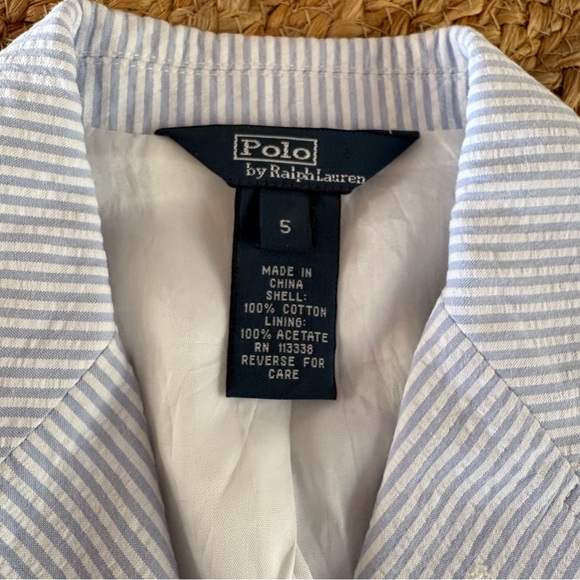 Polo
by Ralph Lauren
5
MADE IN
CHINA
SHELL:
100% COTTON
LINING:
100% ACETATE
RN 113338
REVERSE FOR
CARE